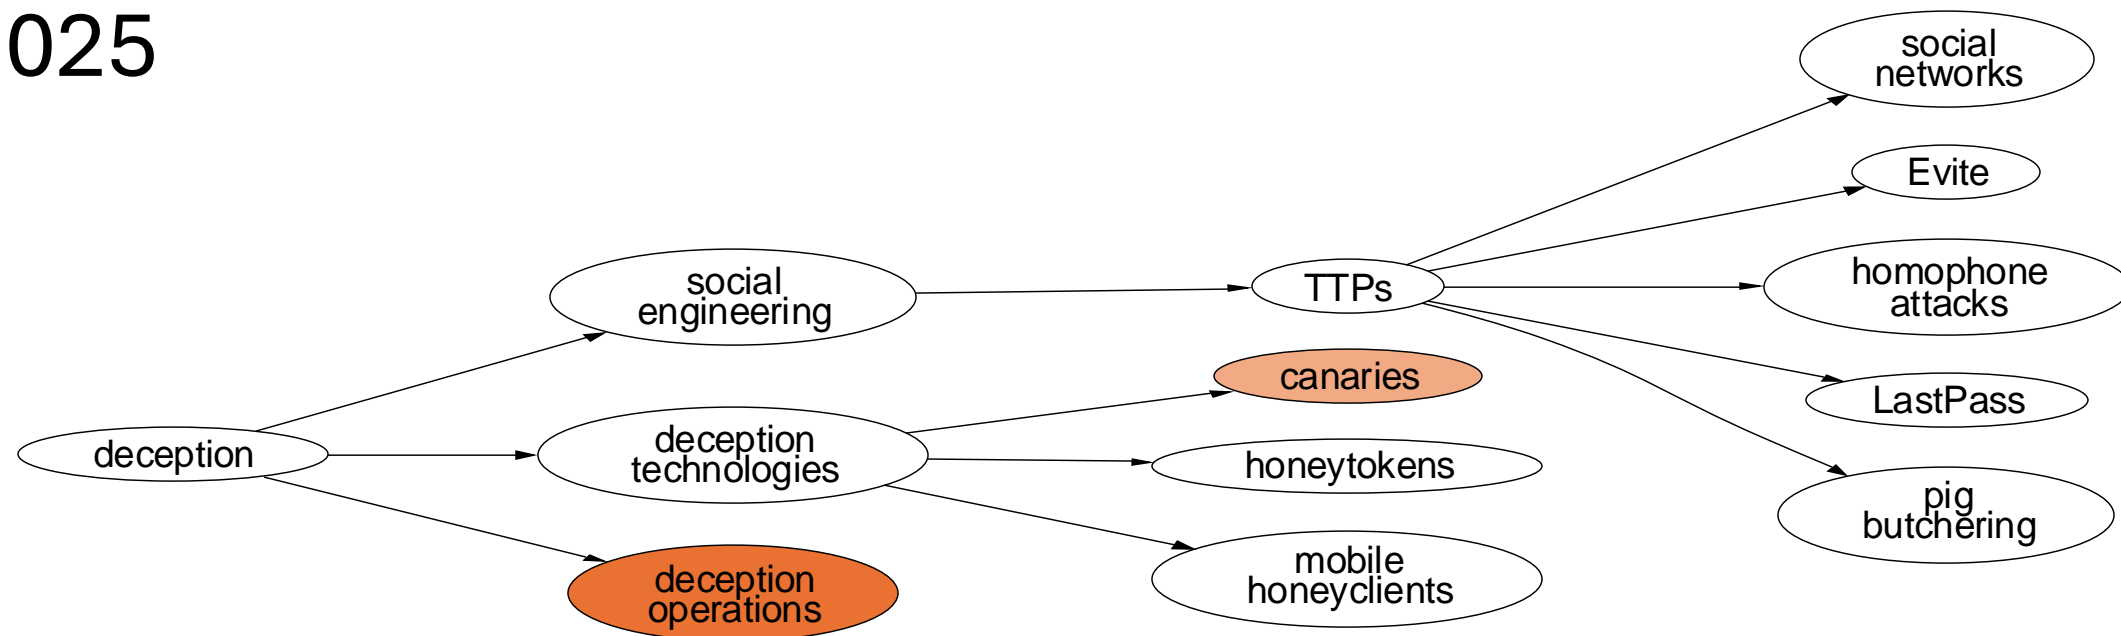 025
social
networks
Evite
social
engineering
TTPs
homophone
attacks
canaries
LastPass
deception
deception
technologies
honeytokens
pig
butchering
deception
operations
mobile
honeyclients